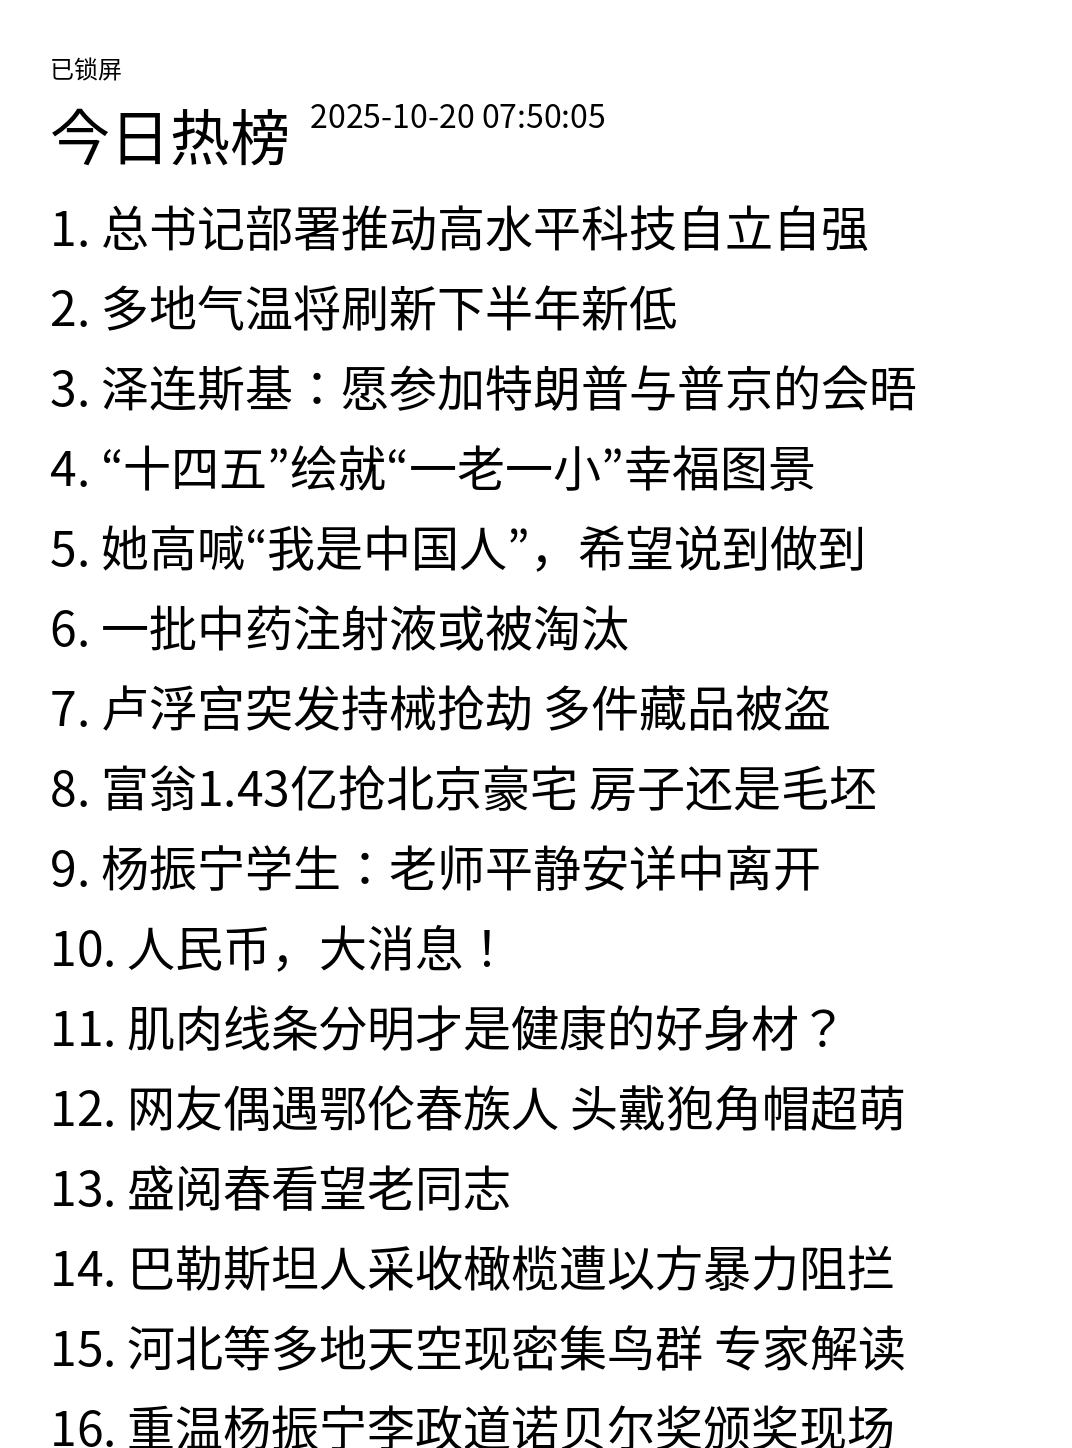 已锁屏
今日热榜 2025-10-20 07:50:05
1. 总书记部署推动高水平科技自立自强
2. 多地气温将刷新下半年新低
3. 泽连斯基：愿参加特朗普与普京的会晤
4. “十四五”绘就“一老一小”幸福图景
5. 她高喊“我是中国人”，希望说到做到
6. 一批中药注射液或被淘汰
7. 卢浮宫突发持械抢劫 多件藏品被盗
8. 富翁1.43亿抢北京豪宅 房子还是毛坯
9. 杨振宁学生：老师平静安详中离开
10. 人民币，大消息！
11. 肌肉线条分明才是健康的好身材？
12. 网友偶遇鄂伦春族人 头戴狍角帽超萌
13. 盛阅春看望老同志
14. 巴勒斯坦人采收橄榄遭以方暴力阻拦
15. 河北等多地天空现密集鸟群 专家解读
16. 重温杨振宁李政道诺贝尔奖颁奖现场